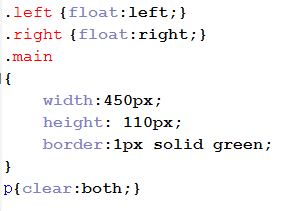 .left {float:left;}
.right {float:right;}
.main
{
    width:450px;
    height: 110px;
    border:1px solid green;
}
p{clear:both;}